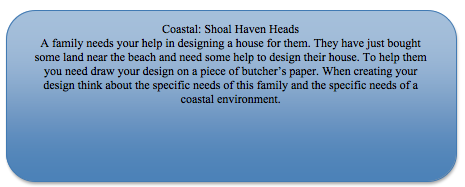 Coastal: Shoal Haven Heads
A family needs your help in designing a house for them. They have just bought
some land near the beach and need some help to design their house. To help them
you need draw your design on a piece of butcher's paper. When creating your
design think about the specific needs of this family and the specific needs of a
coastal environment.